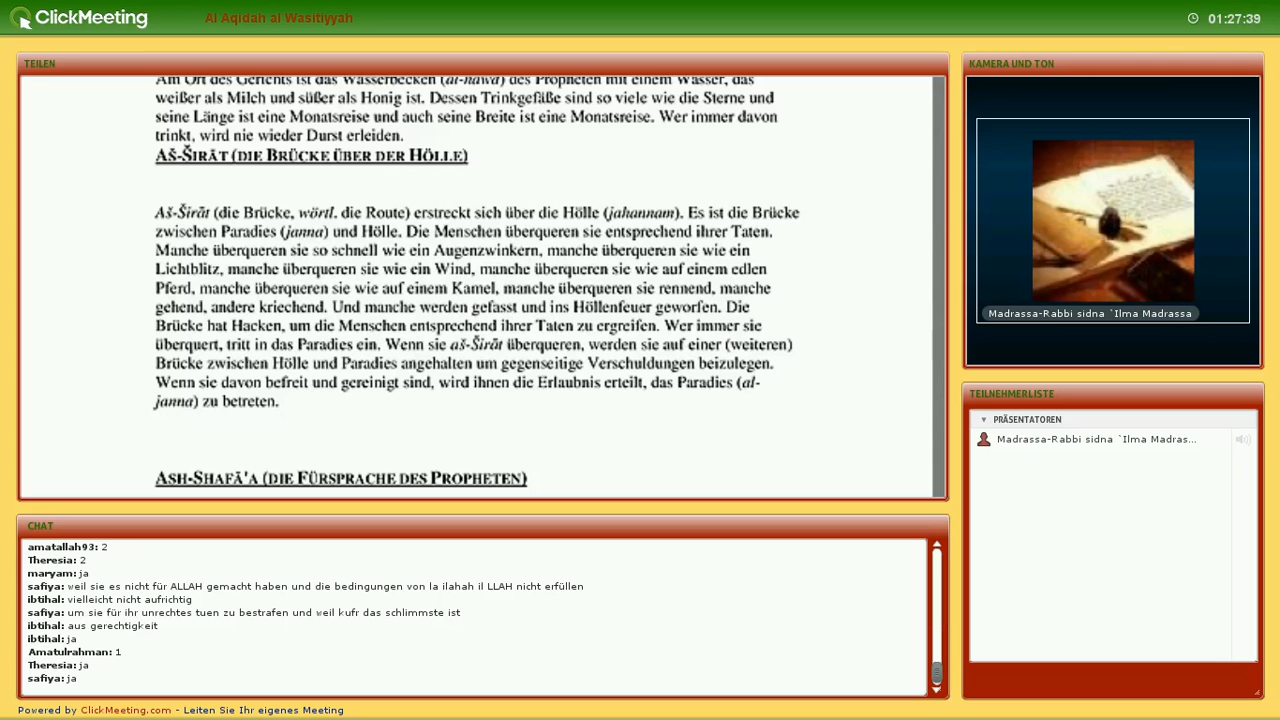 ClickMeeting
Al Aqidah al Wasitiyyah
01:27:39
TEILEN
Am Ort des Gerichts ist das Wasserbecken (al-hawa) des Propheten mit einem Wasser, das
weißer als Milch und süßer als Honig ist. Dessen Trinkgefäße sind so viele wie die Sterne und
seine Länge ist eine Monatsreise und auch seine Breite ist eine Monatsreise. Wer immer davon
trinkt, wird nie wieder Durst erleiden.
AŠ-ŠIRĀT (DIE BRÜCKE ÜBER DER HÖLLE)
Aš-Širāt (die Brücke, wörtl. die Route) erstreckt sich über die Hölle (jahannam). Es ist die Brücke
zwischen Paradies (janna) und Hölle. Die Menschen überqueren sie entsprechend ihrer Taten.
Manche überqueren sie so schnell wie ein Augenzwinkern, manche überqueren sie wie ein
Lichtblitz, manche überqueren sie wie ein Wind, manche überqueren sie wie auf einem edlen
Pferd, manche überqueren sie wie auf einem Kamel, manche überqueren sie rennend, manche
gehend, andere kriechend. Und manche werden gefasst und ins Höllenfeuer geworfen. Die
Brücke hat Hacken, um die Menschen entsprechend ihrer Taten zu ergreifen. Wer immer sie
überquert, tritt in das Paradies ein. Wenn sie aš-Širāt überqueren, werden sie auf einer (weiteren)
Brücke zwischen Hölle und Paradies angehalten um gegenseitige Verschuldungen beizulegen.
Wenn sie davon befreit und gereinigt sind, wird ihnen die Erlaubnis erteilt, das Paradies (al-
janna) zu betreten.
ASH-SHAFĀ'A (DIE FÜRSPRACHE DES PROPHETEN)
KAMERA UND TON
Madrassa-Rabbi sidna `Ilma Madrassa
TEILNEHMERLISTE
PRÄSENTATOREN
Madrassa-Rabbi sidna `Ilma Madras...
CHAT
amatallah93: 2
Theresia: 2
maryam: ja
safiya: weil sie es nicht für ALLAH gemacht haben und die bedingungen von la ilahah il LLAH nicht erfüllen
ibtihal: vielleicht nicht aufrichtig
safiya: um sie für ihr unrechtes tuen zu bestrafen und weil kufr das schlimmste ist
ibtihal: aus gerechtigkeit
ibtihal: ja
Amatulrahman: 1
Theresia: ja
safiya: ja
Powered by ClickMeeting.com - Leiten Sie Ihr eigenes Meeting